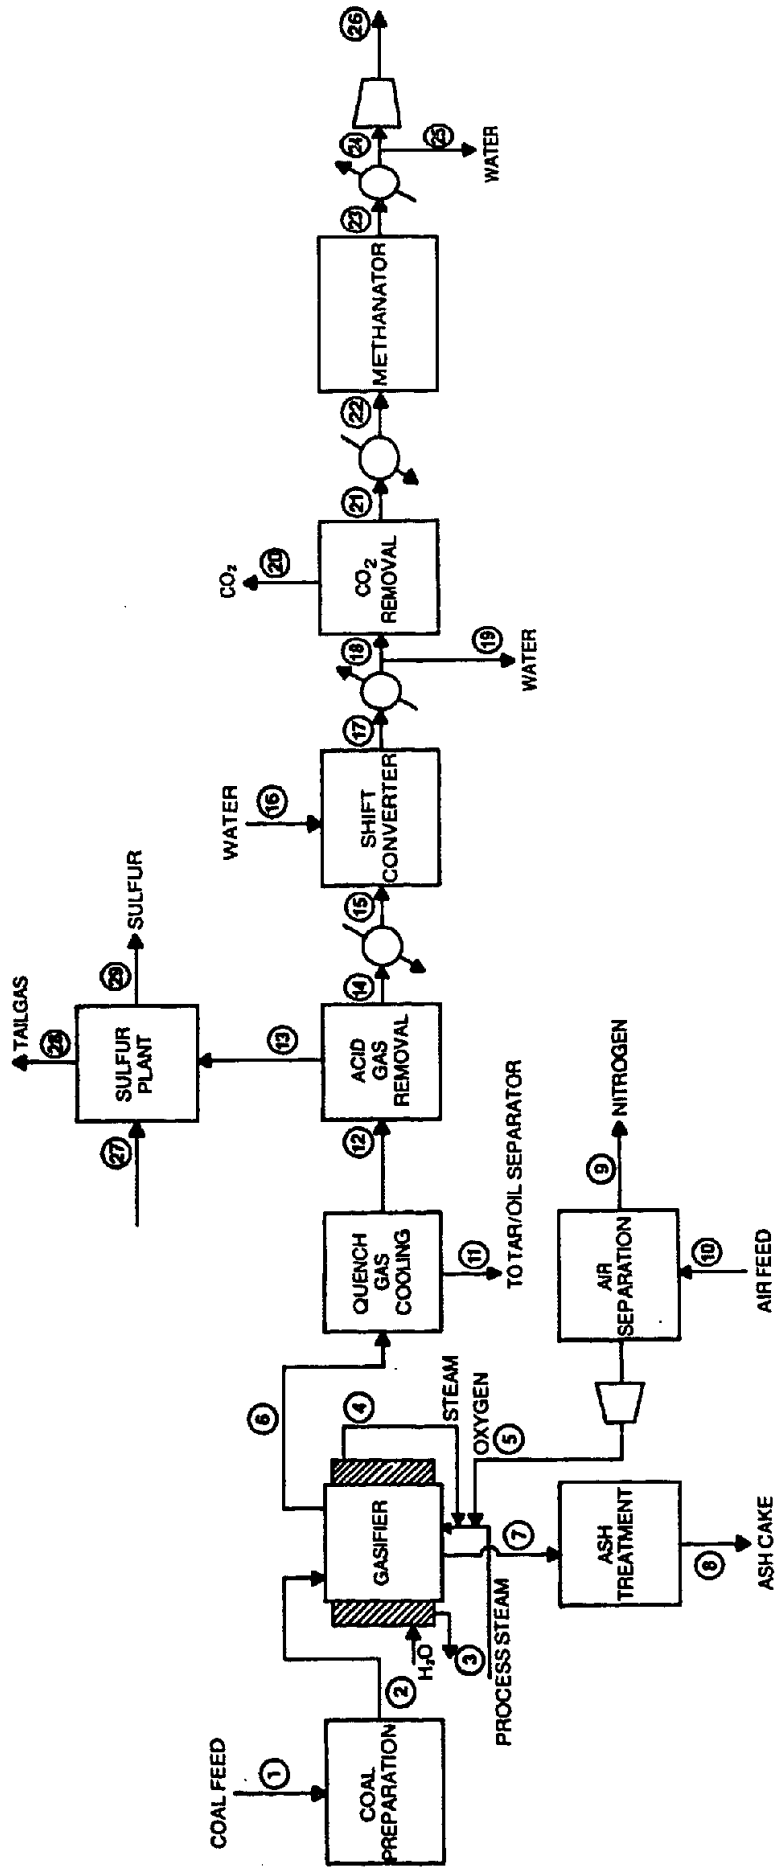 COAL FEED
1
COAL
PREPARATION
2
H₂O
3
PROCESS STEAM
GASIFIER
4
STEAM
OXYGEN
5
6
7
ASH
TREATMENT
8
ASH CAKE
AIR
SEPARATION
9
NITROGEN
10
AIR FEED
QUENCH
GAS
COOLING
11
TO TAR/OIL SEPARATOR
12
ACID
GAS
REMOVAL
13
27
SULFUR
PLANT
28
TAILGAS
29
SULFUR
14
15
WATER
16
SHIFT
CONVERTER
17
18
19
WATER
CO₂
REMOVAL
20
CO₂
21
22
METHANATOR
23
24
25
WATER
26